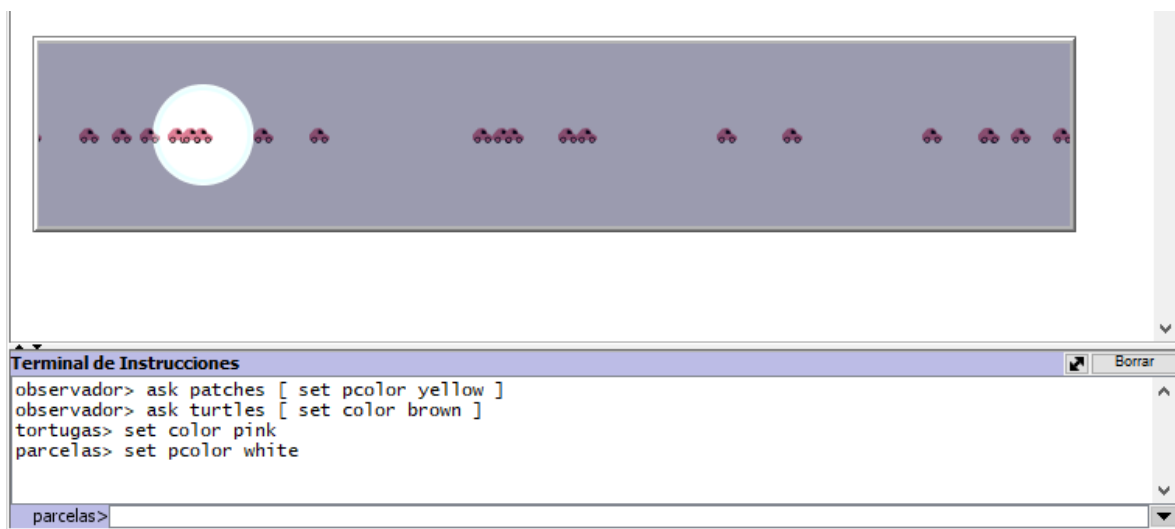 Terminal de Instrucciones
Borrar
observador> ask patches [ set pcolor yellow ]
observador> ask turtles [ set color brown ]
tortugas> set color pink
parcelas> set pcolor white
parcelas>